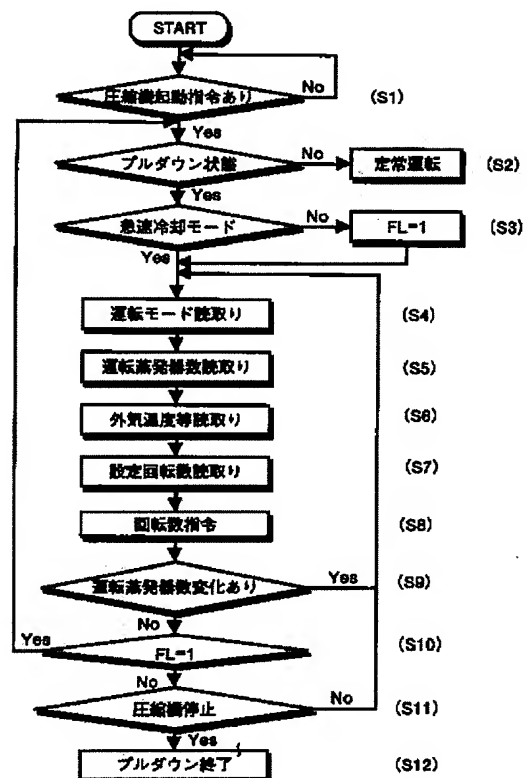 START
No
圧縮機起動指令あり
(S1)
Yes
No
プルダウン状態
定常運転
(S2)
Yes
No
急速冷却モード
FL=1
(S3)
Yes
運転モード読取り
(S4)
運転蒸発器数読取り
(S5)
外気温度等読取り
(S6)
設定回転数読取り
(S7)
回転数指令
(S8)
運転蒸発器数変化あり
Yes
(S9)
No
Yes
FL=1
(S10)
No
No
圧縮機停止
(S11)
Yes
プルダウン終了
(S12)